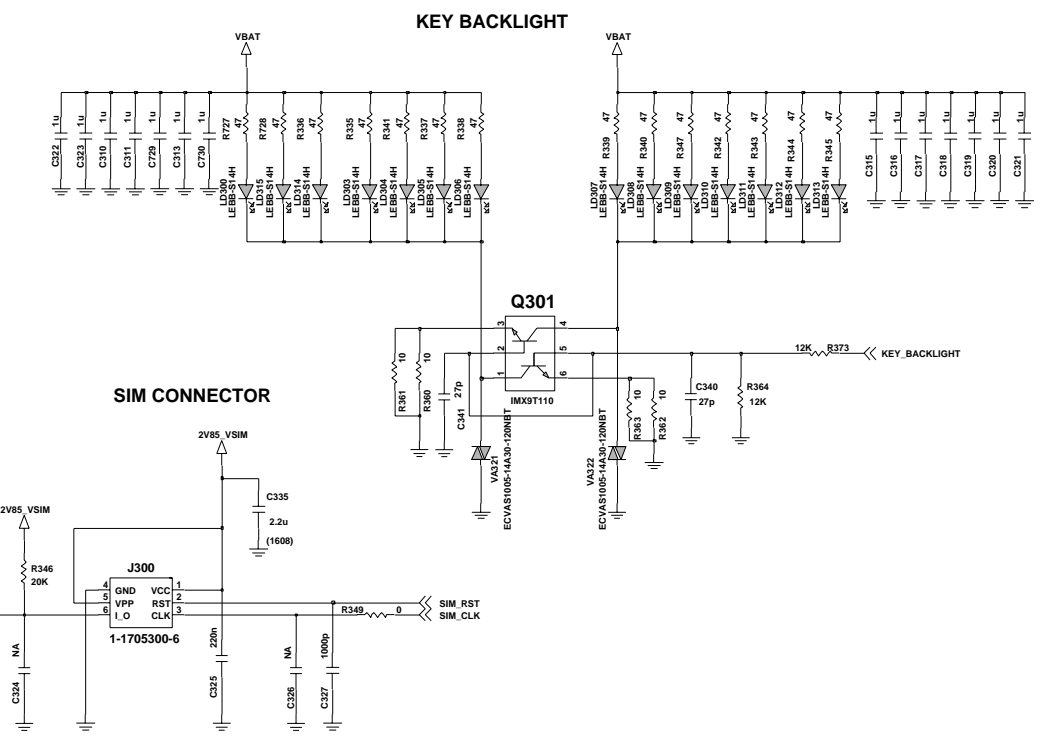 KEY BACKLIGHT
VBAT
VBAT
1u
C322
1u
C323
1u
C310
1u
C311
1u
C729
1u
C313
1u
C730
47
R727
47
R728
47
R336
47
R335
47
R341
47
R337
47
R338
LD300
LEBB-S14H
LD315
LEBB-S14H
LD314
LEBB-S14H
LD303
LEBB-S14H
LD304
LEBB-S14H
LD305
LEBB-S14H
LD306
LEBB-S14H
47
R339
47
R340
47
R347
47
R342
47
R343
47
R344
47
R345
LD307
LEBB-S14H
LD308
LEBB-S14H
LD309
LEBB-S14H
LD310
LEBB-S14H
LD311
LEBB-S14H
LD312
LEBB-S14H
LD313
LEBB-S14H
1u
C315
1u
C316
1u
C317
1u
C318
1u
C319
1u
C320
1u
C321
Q301
3
4
2
5
1
6
IMX9T110
10
R361
10
R360
27p
C341
10
R363
10
R362
C340
27p
R364
12K
12K
R373
KEY_BACKLIGHT
VA321
ECVAS1005-14A30-120NBT
VA322
ECVAS1005-14A30-120NBT
SIM CONNECTOR
2V85_VSIM
C335
2.2u
(1608)
2V85_VSIM
R346
20K
J300
4
GND
VCC
1
5
VPP
RST
2
6
I_O
CLK
3
1-1705300-6
R349
0
SIM_RST
SIM_CLK
NA
C324
220n
C325
NA
C326
1000p
C327